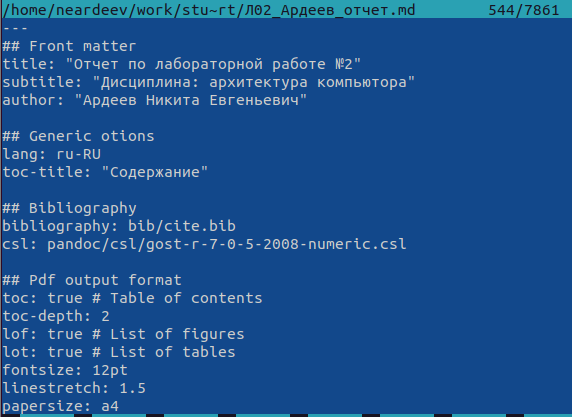 /home/neardeev/work/stu~rt/Л02_Ардеев_отчет.md 544/7861
---
## Front matter
title: "Отчет по лабораторной работе №2"
subtitle: "Дисциплина: архитектура компьютора"
author: "Ардеев Никита Евгеньевич"
## Generic otions
lang: ru-RU
toc-title: "Содержание"
## Bibliography
bibliography: bib/cite.bib
csl: pandoc/csl/gost-r-7-0-5-2008-numeric.csl
## Pdf output format
toc: true # Table of contents
toc-depth: 2
lof: true # List of figures
lot: true # List of tables
fontsize: 12pt
linestretch: 1.5
papersize: a4